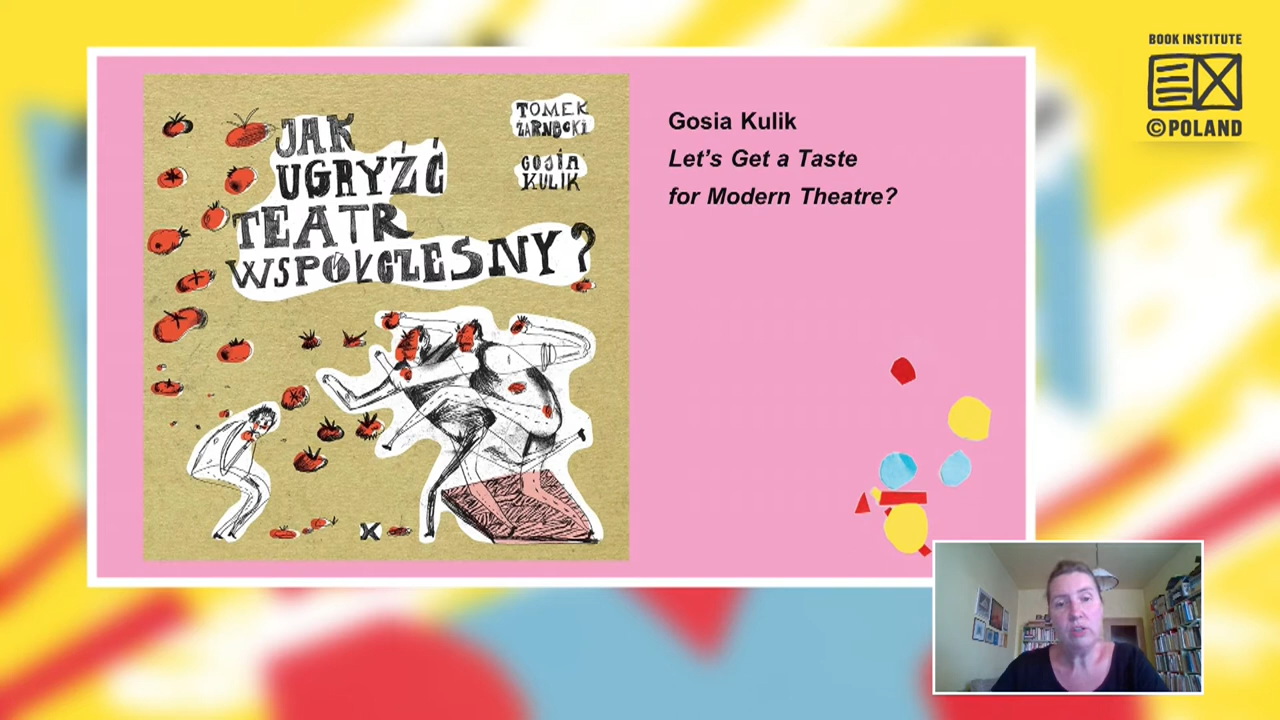 JAK
UGRYŹĆ
TEATR
WSPÓŁCZESNY?
TOMEK
ŻARNECKI
GOSIA
KULIK
X
Gosia Kulik
Let's Get a Taste
for Modern Theatre?
BOOK INSTITUTE
©POLAND